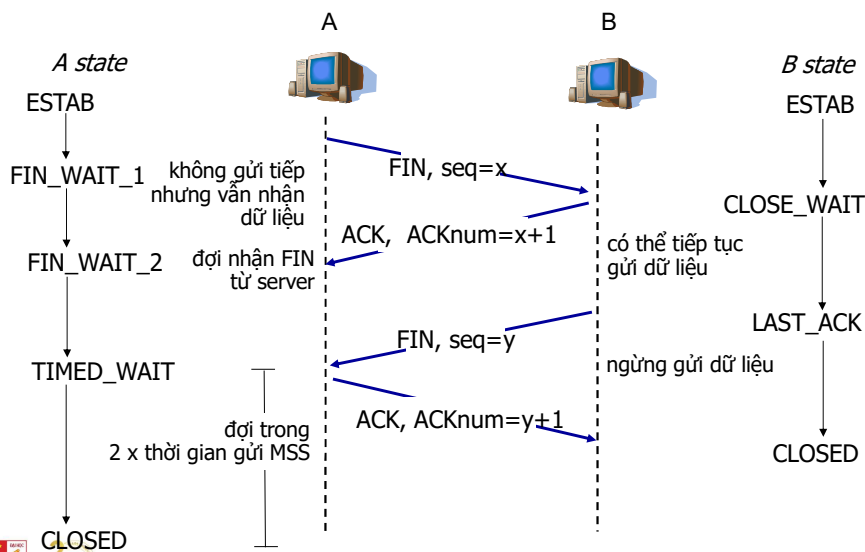 A
B
A state
B state
ESTAB
ESTAB
FIN_WAIT_1
không gửi tiếp
nhưng vẫn nhận
dữ liệu
FIN, seq=x
CLOSE_WAIT
ACK, ACKnum=x+1
FIN_WAIT_2
đợi nhận FIN
từ server
có thể tiếp tục
gửi dữ liệu
LAST_ACK
FIN, seq=y
TIMED_WAIT
ngừng gửi dữ liệu
ACK, ACKnum=y+1
đợi trong
2 x thời gian gửi MSS
CLOSED
CLOSED